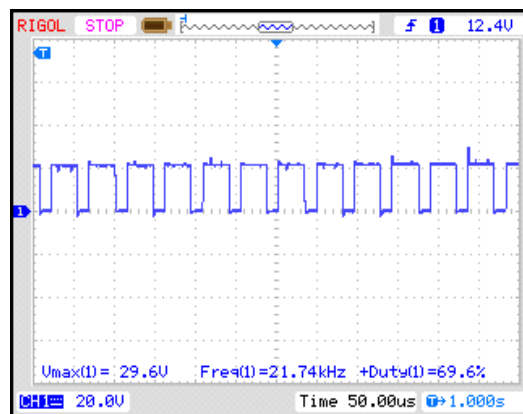 RIGOL STOP T f 1 12.4V
T
1
Vmax(1)= 29.6V Freq(1)=21.74kHz +Duty(1)=69.6%
CH1 20.0V Time 50.00us T→1.000s